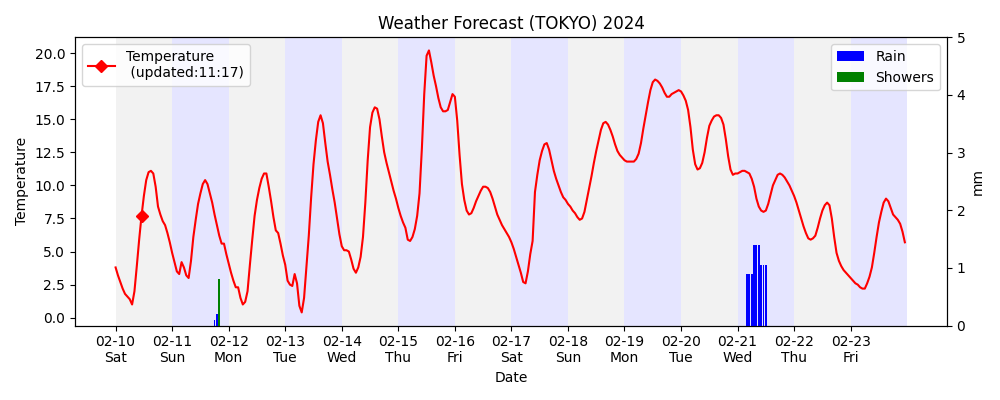 Weather Forecast (TOKYO) 2024
Temperature
(updated:11:17)
Rain
Showers
Temperature
20.0
17.5
15.0
12.5
10.0
7.5
5.0
2.5
0.0
5
4
3
2
1
0
mm
02-10 02-11 02-12 02-13 02-14 02-15 02-16 02-17 02-18 02-19 02-20 02-21 02-22 02-23
Sat Sun Mon Tue Wed Thu Fri Sat Sun Mon Tue Wed Thu Fri
Date